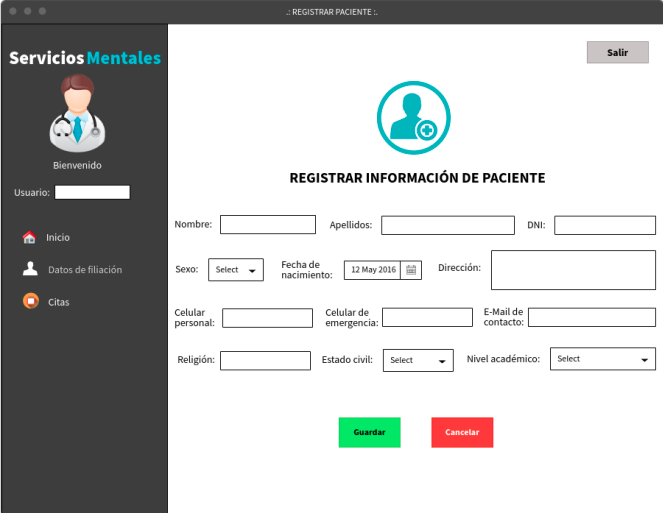 .: REGISTRAR PACIENTE :.
Servicios Mentales
Bienvenido
Usuario:
Inicio
Datos de filiación
Citas
Salir
REGISTRAR INFORMACIÓN DE PACIENTE
Nombre: Apellidos: DNI:
Sexo: Select Fecha de nacimiento: 12 May 2016 Dirección:
Celular personal: Celular de emergencia: E-Mail de contacto:
Religión: Estado civil: Select Nivel académico: Select
Guardar Cancelar